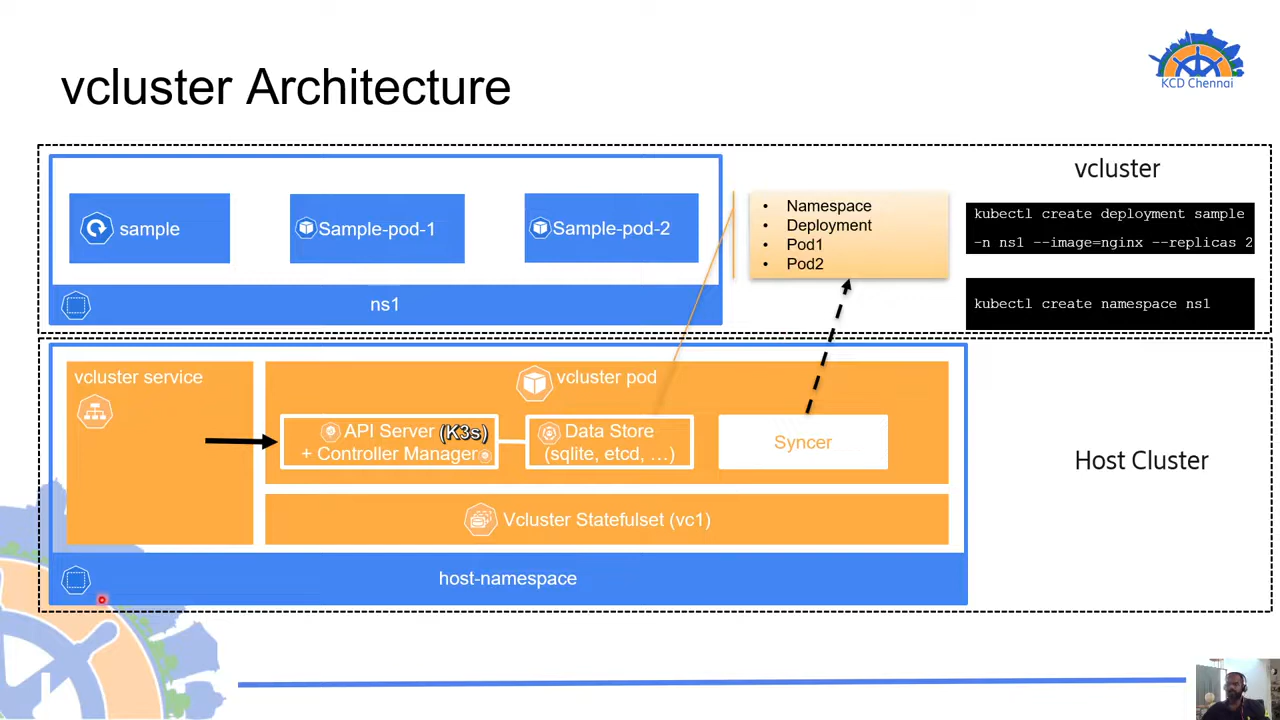 vcluster Architecture
KCD Chennai
vcluster
sample
Sample-pod-1
Sample-pod-2
ns1
• Namespace
• Deployment
• Pod1
• Pod2
kubectl create deployment sample
-n ns1 --image=nginx --replicas 2
kubectl create namespace ns1
vcluster service
vcluster pod
API Server (K3s)
+ Controller Manager
Data Store
(sqlite, etcd, …)
Syncer
Host Cluster
Vcluster Statefulset (vc1)
host-namespace